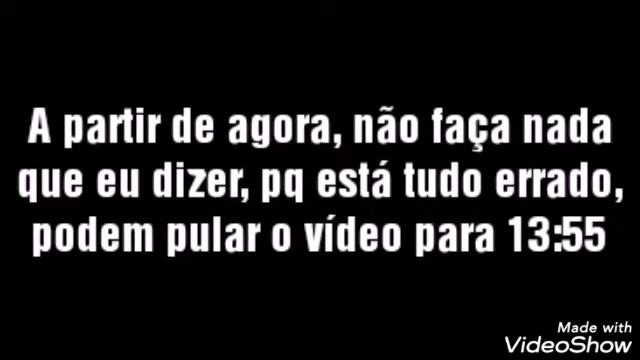 A partir de agora, não faça nada
que eu dizer, pq está tudo errado,
podem pular o vídeo para 13:55
Made with
VideoShow